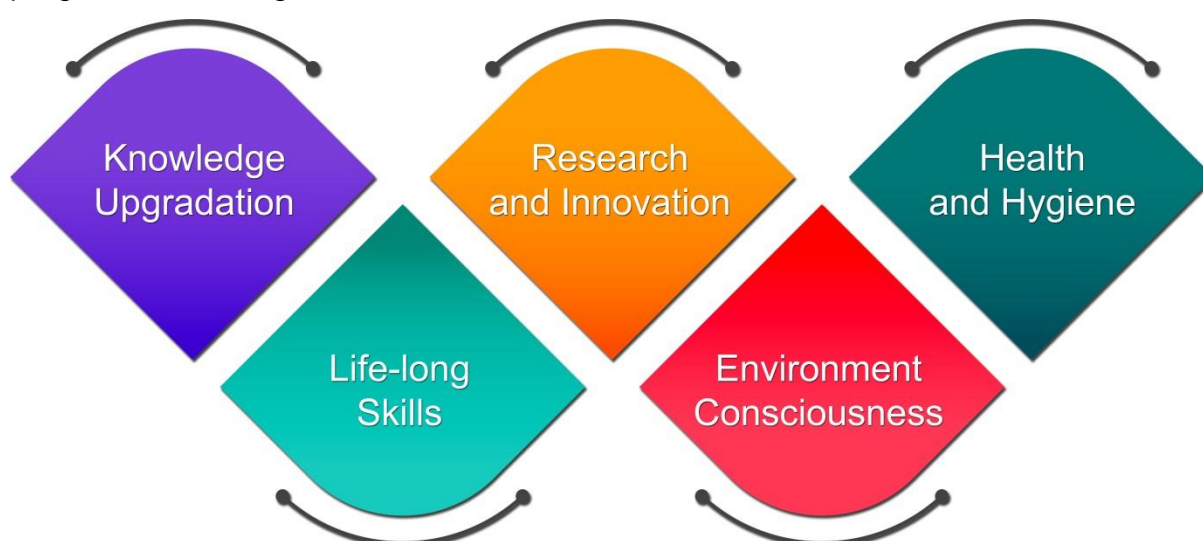 Knowledge
Upgradation
Research
and Innovation
Health
and Hygiene
Life-long
Skills
Environment
Consciousness